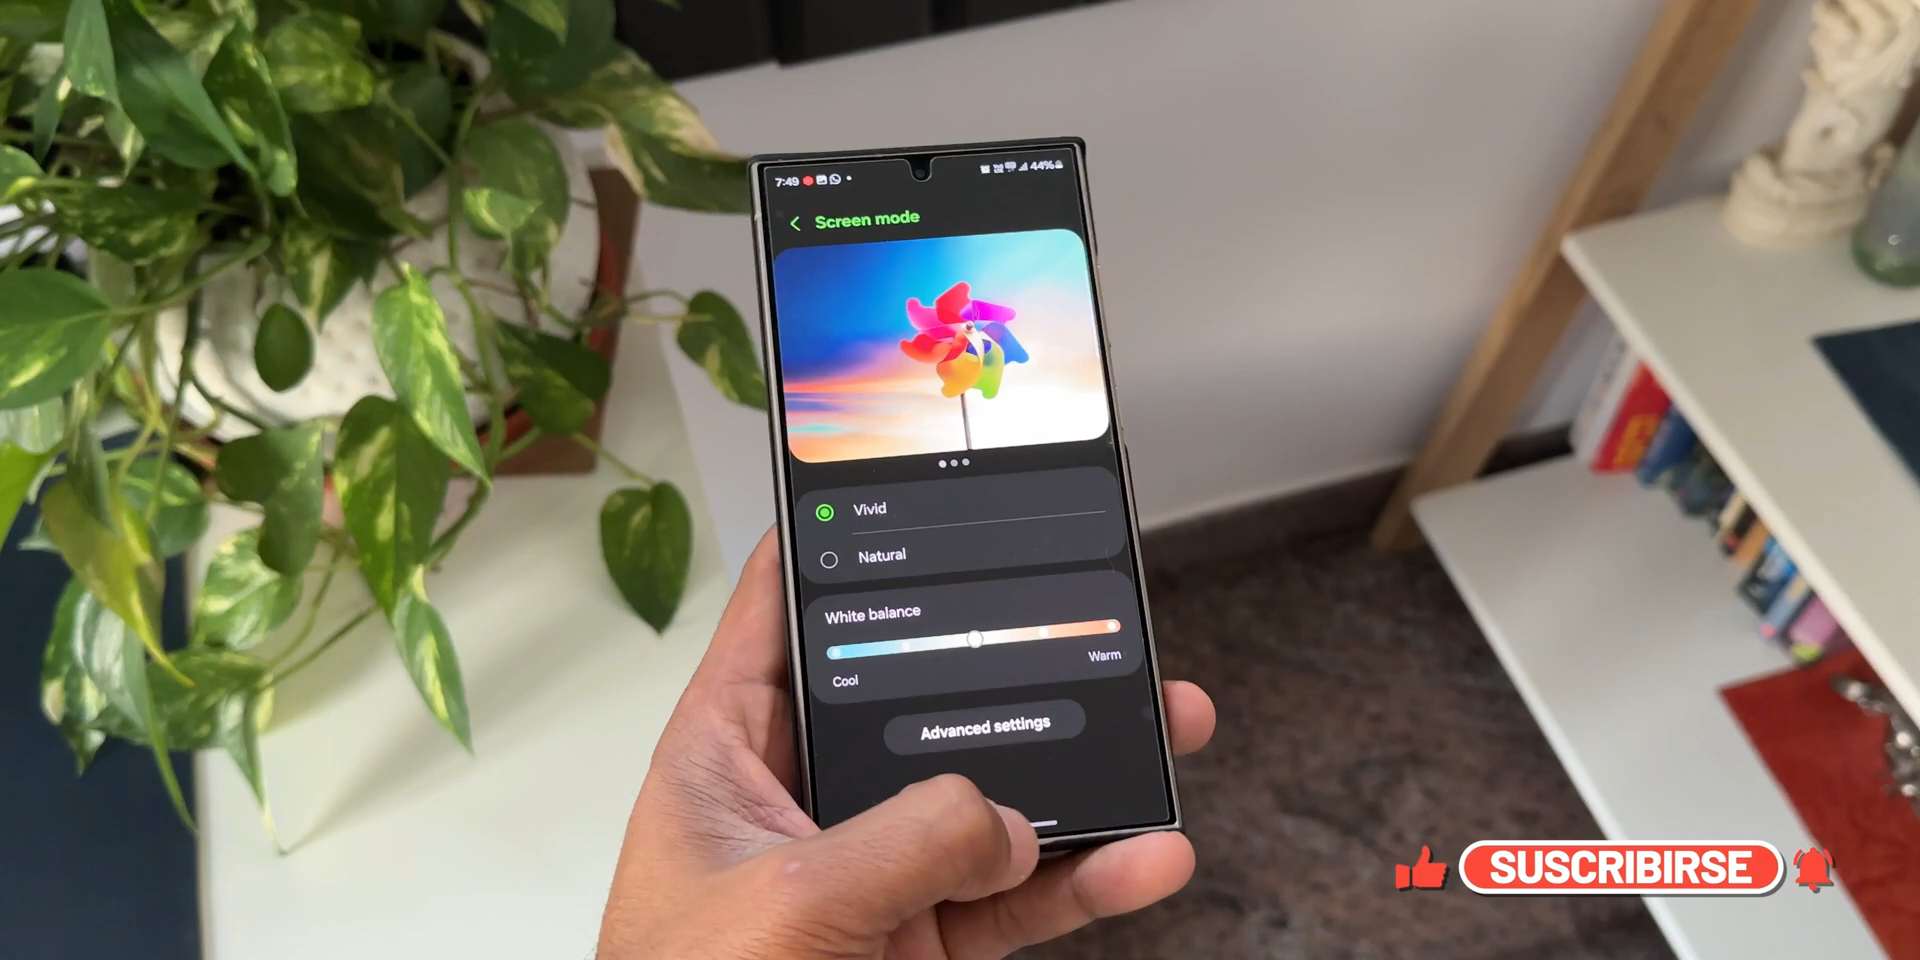 7:49
44%
Screen mode
Vivid
Natural
White balance
Cool
Warm
Advanced settings
SUSCRIBIRSE